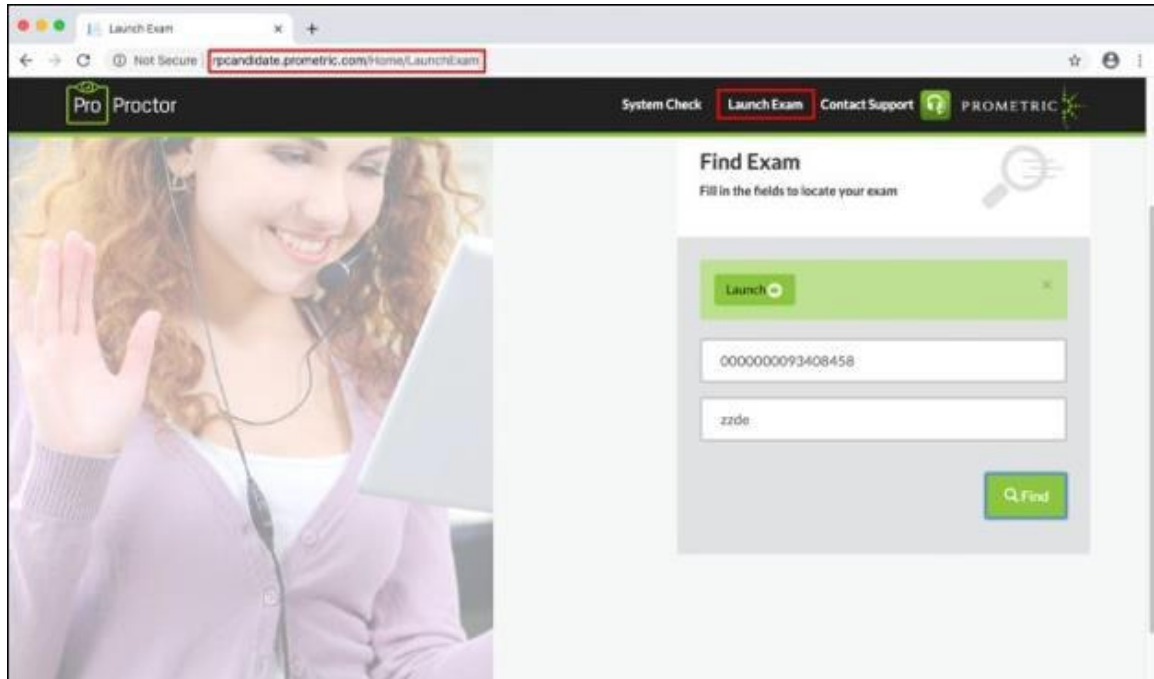 Launch Exam
Not Secure rpcandidate.prometric.com/Home/LaunchExam
Pro Proctor System Check Launch Exam Contact Support PROMETRIC
Find Exam
Fill in the fields to locate your exam
Launch
0000000093408458
zzde
Find